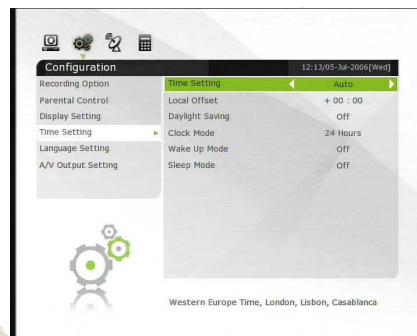 Configuration
12:13/05-Jul-2006[Wed]
Recording Option
Parental Control
Display Setting
Time Setting
Language Setting
A/V Output Setting
Time Setting Auto
Local Offset + 00 : 00
Daylight Saving Off
Clock Mode 24 Hours
Wake Up Mode Off
Sleep Mode Off
Western Europe Time, London, Lisbon, Casablanca